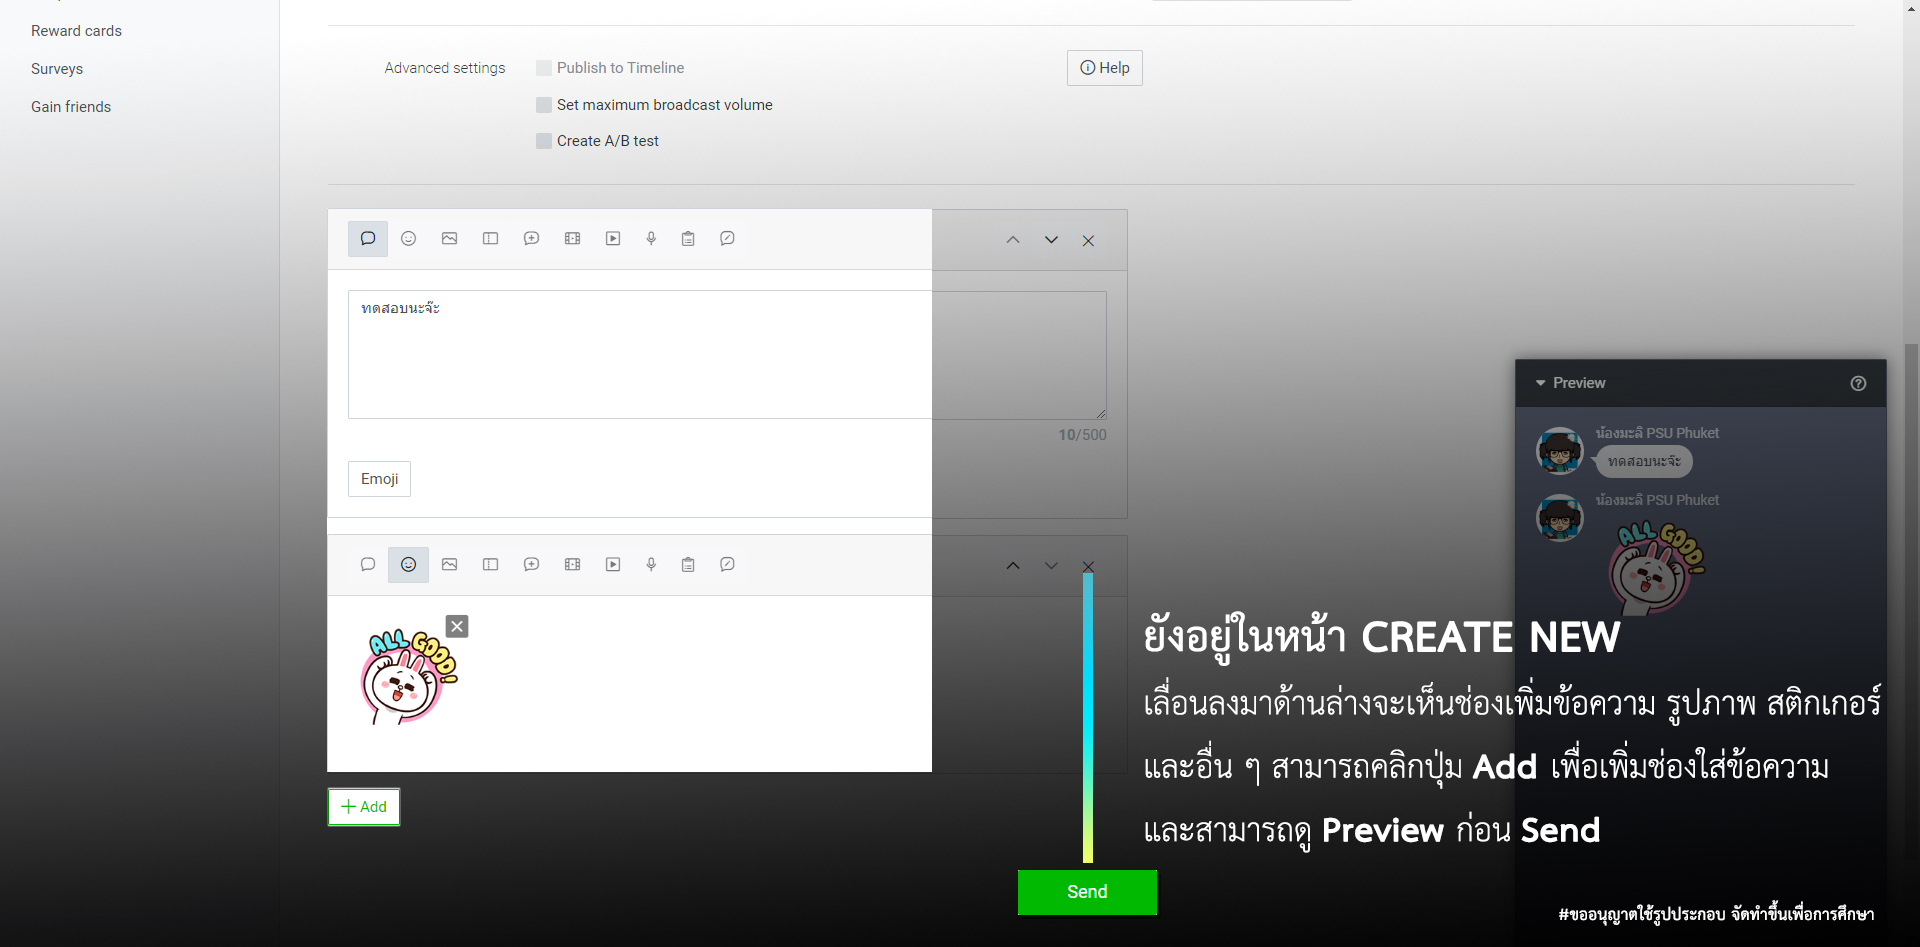 Reward cards
Surveys
Gain friends
Advanced settings
Publish to Timeline
Help
Set maximum broadcast volume
Create A/B test
ทดสอบนะจ๊ะ
10/500
Emoji
Preview
น้องมะลิ PSU Phuket
ทดสอบนะจ๊ะ
น้องมะลิ PSU Phuket
ALL GOOD!
ALL GOOD!
Add
ยังอยู่ในหน้า CREATE NEW
เลื่อนลงมาด้านล่างจะเห็นช่องเพิ่มข้อความ รูปภาพ สติกเกอร์
และอื่น ๆ สามารถคลิกปุ่ม Add เพื่อเพิ่มช่องใส่ข้อความ
และสามารถดู Preview ก่อน Send
Send
#ขออนุญาตใช้รูปประกอบ จัดทำขึ้นเพื่อการศึกษา